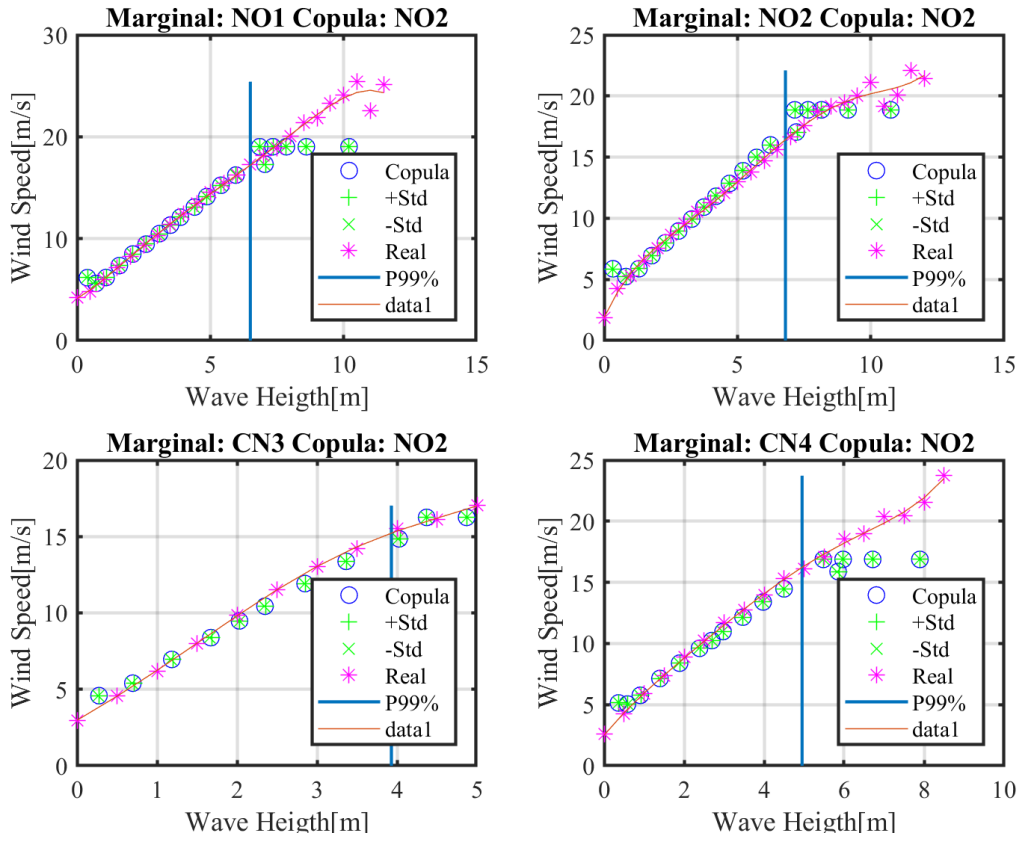 Marginal: NO1 Copula: NO2
30
20
10
0
Wind Speed[m/s]
Copula
+Std
-Std
Real
P99%
data1
0 5 10 15
Wave Heigth[m]
Marginal: NO2 Copula: NO2
25
20
15
10
5
0
Wind Speed[m/s]
Copula
+Std
-Std
Real
P99%
data1
0 5 10 15
Wave Heigth[m]
Marginal: CN3 Copula: NO2
20
15
10
5
0
Wind Speed[m/s]
Copula
+Std
-Std
Real
P99%
data1
0 1 2 3 4 5
Wave Heigth[m]
Marginal: CN4 Copula: NO2
25
20
15
10
5
0
Wind Speed[m/s]
Copula
+Std
-Std
Real
P99%
data1
0 2 4 6 8 10
Wave Heigth[m]